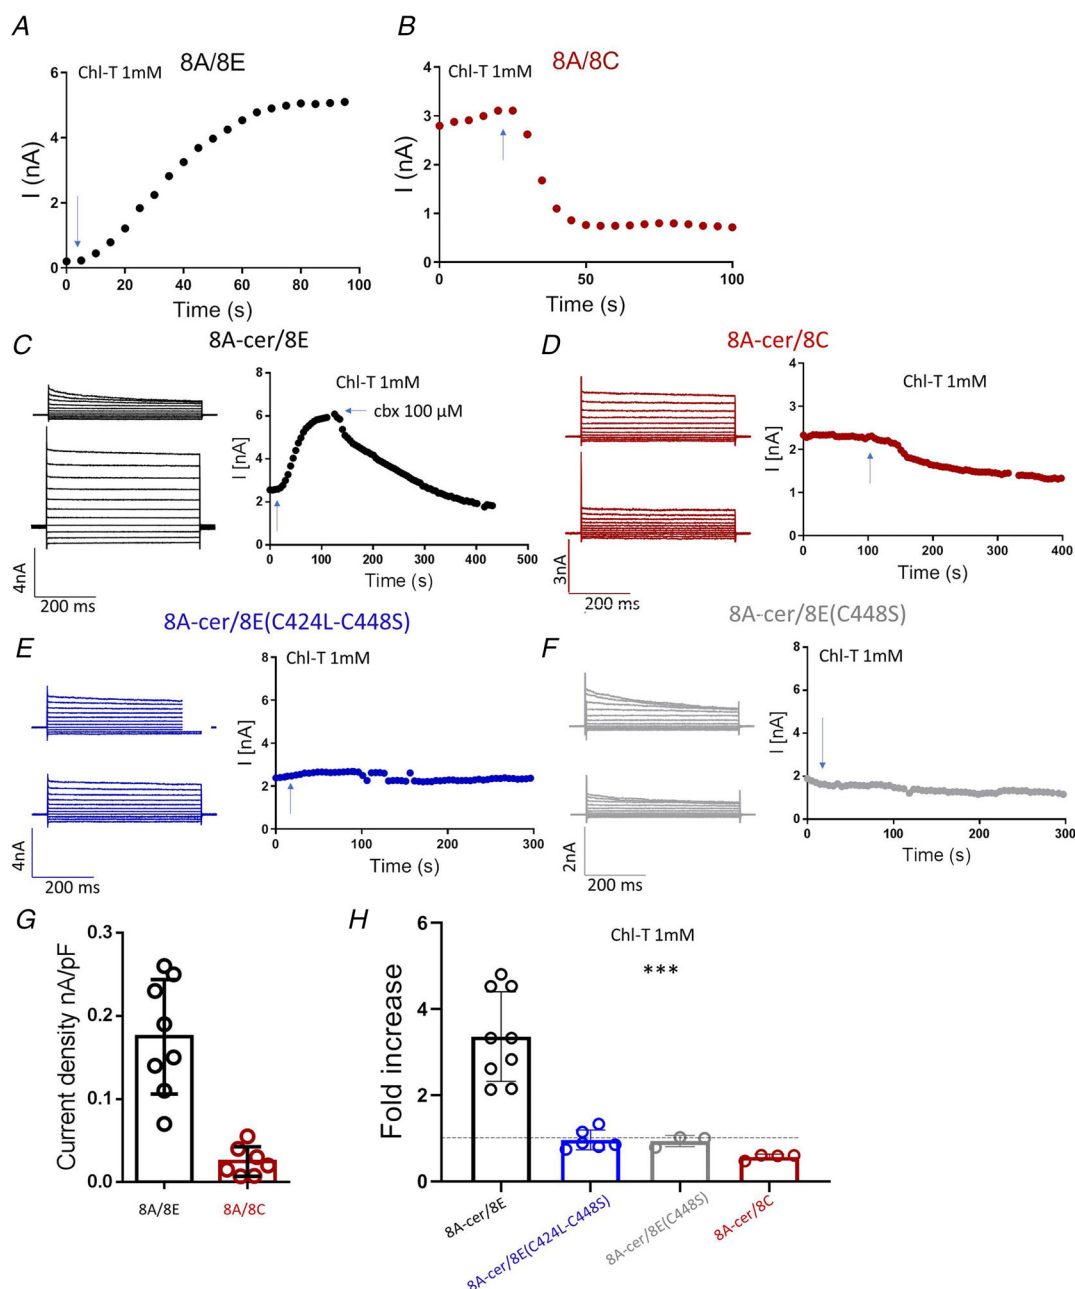 A
8A/8E
Chl-T 1mM
6
4
2
0
I (nA)
0 20 40 60 80 100
Time (s)
B
8A/8C
Chl-T 1mM
4
3
2
1
0
I (nA)
0 50 100
Time (s)
C
8A-cer/8E
4nA
200 ms
Chl-T 1mM
cbx 100 µM
8
6
4
2
0
I [nA]
0 100 200 300 400 500
Time (s)
D
8A-cer/8C
3nA
200 ms
Chl-T 1mM
4
3
2
1
0
I [nA]
0 100 200 300 400
Time (s)
E
8A-cer/8E(C424L-C448S)
4nA
200 ms
Chl-T 1mM
8
6
4
2
0
I [nA]
0 100 200 300
Time (s)
F
8A-cer/8E(C448S)
2nA
200 ms
Chl-T 1mM
8
6
4
2
0
I [nA]
0 100 200 300
Time (s)
G
Current density nA/pF
0.3
0.2
0.1
0.0
8A/8E
8A/8C
H
Chl-T 1mM
***
Fold increase
6
4
2
0
8A-cer/8E
8A-cer/8E(C424L-C448S)
8A-cer/8E(C448S)
8A-cer/8C